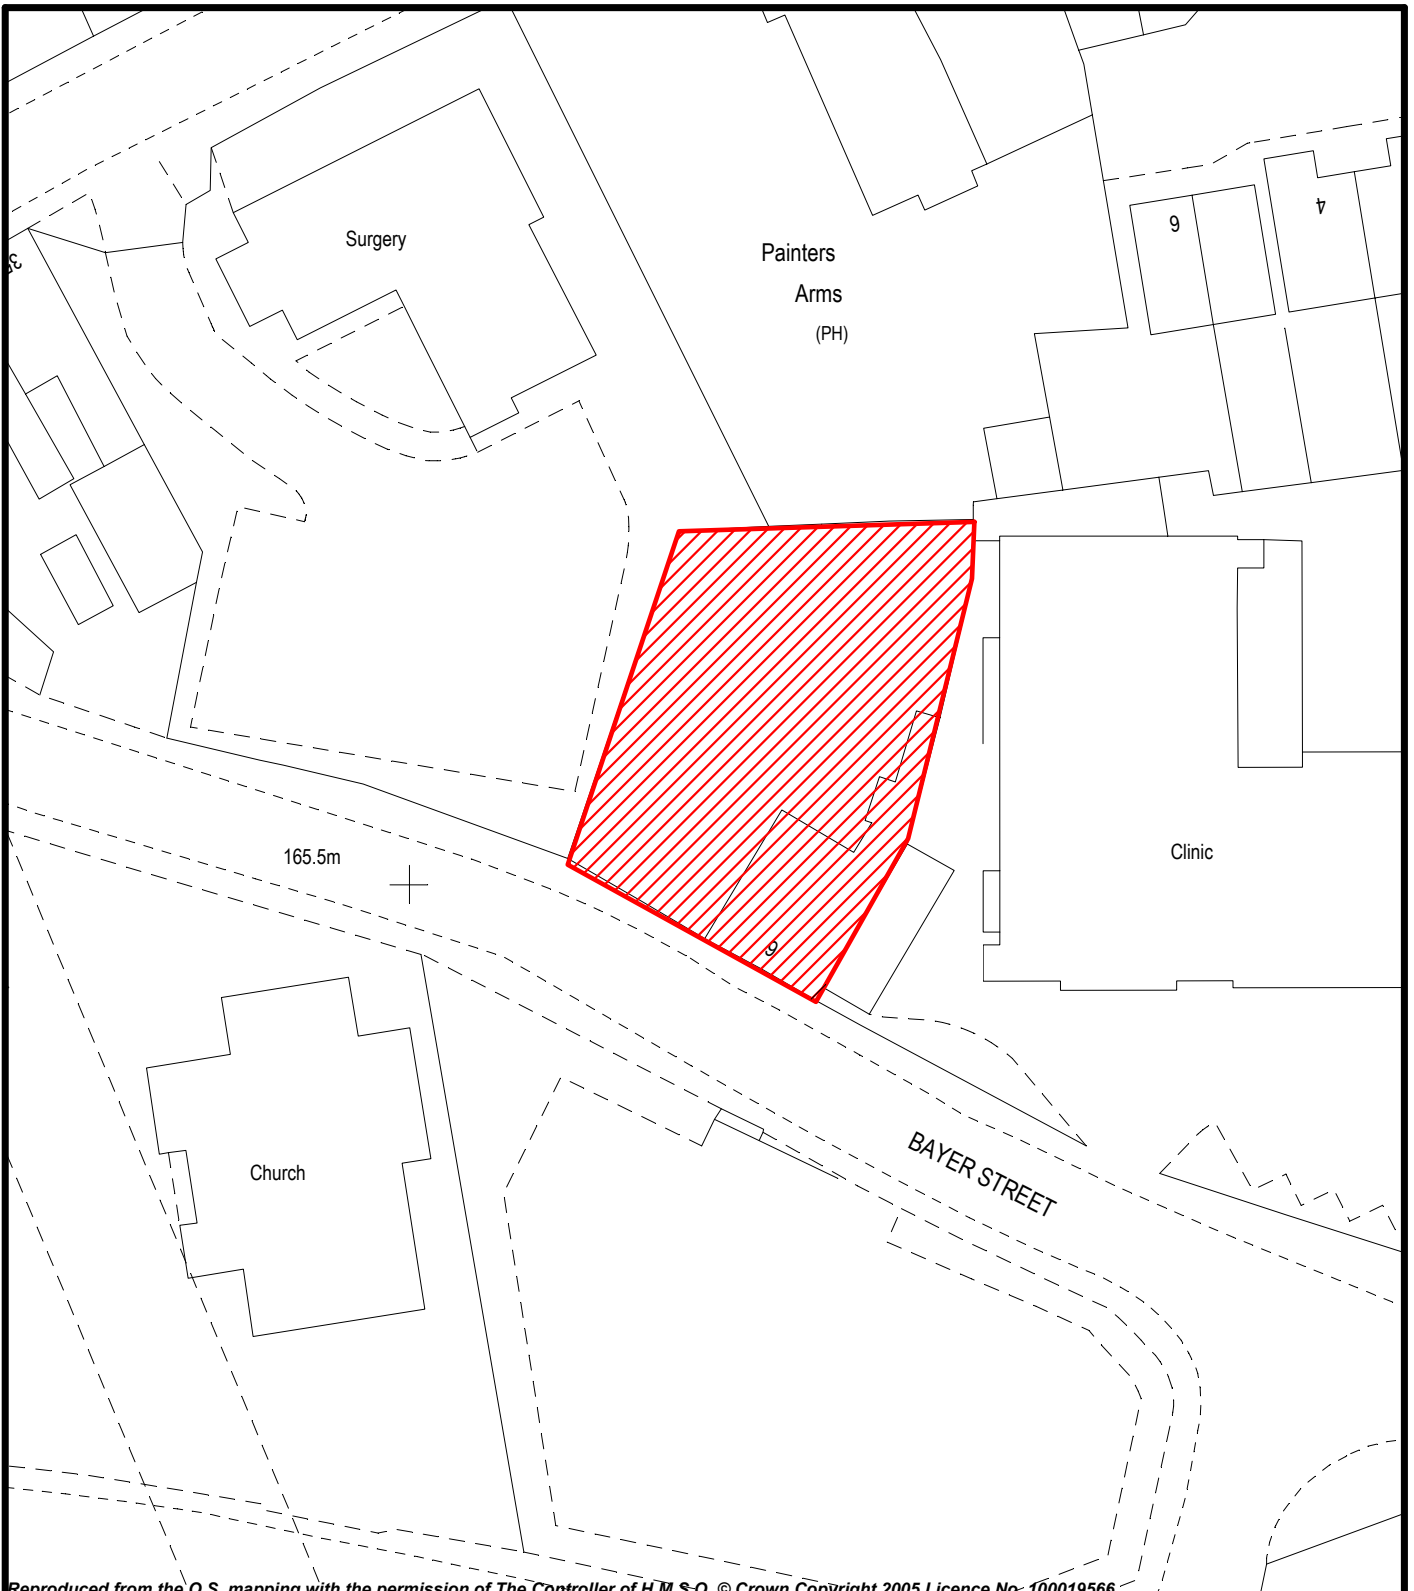 Surgery
Painters
Arms
(PH)
6
4
165.5m
9
Clinic
Church
BAYER STREET
Reproduced from the O.S. mapping with the permission of The Controller of H.M.S.O. © Crown Copyright 2005 Licence No. 100019566